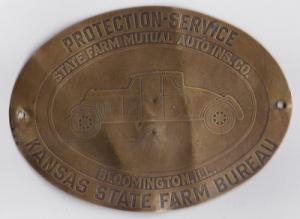 PROTECTION-SERVICE
STATE FARM MUTUAL AUTO INS. CO.
BLOOMINGTON, ILL.
KANSAS STATE FARM BUREAU